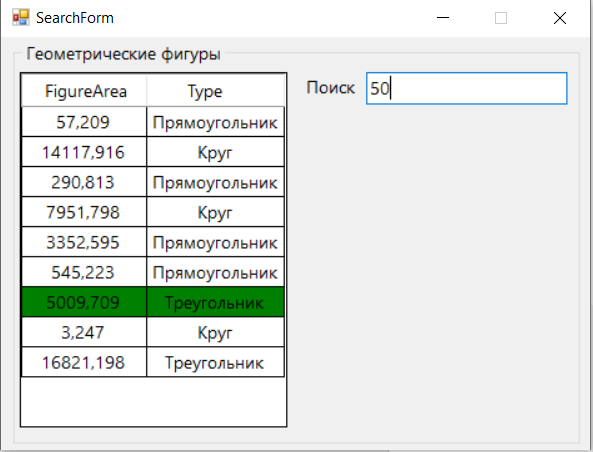 SearchForm
Геометрические фигуры
FigureArea Type
57,209 Прямоугольник
14117,916 Круг
290,813 Прямоугольник
7951,798 Круг
3352,595 Прямоугольник
545,223 Прямоугольник
5009,709 Треугольник
3,247 Круг
16821,198 Треугольник
Поиск 50